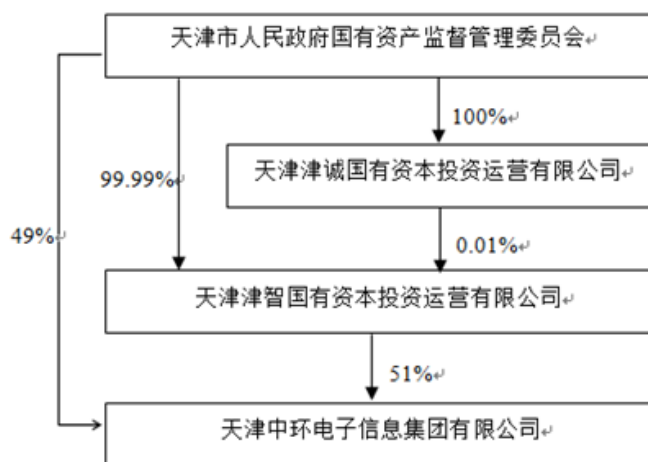 天津市人民政府国有资产监督管理委员会↵
100%↵
天津津诚国有资本投资运营有限公司↵
99.99%↵
49%↵
0.01%↵
天津津智国有资本投资运营有限公司↵
51%↵
天津中环电子信息集团有限公司↵